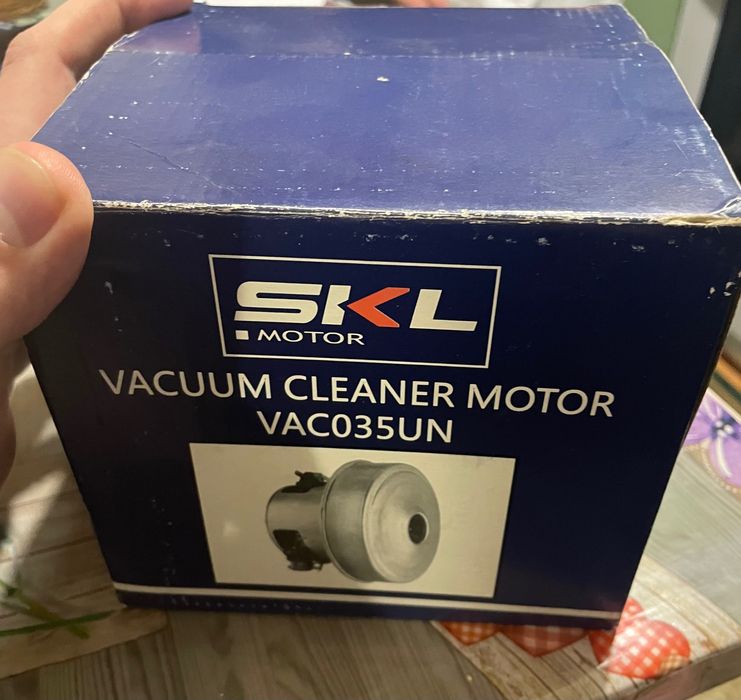 SKL
MOTOR
VACUUM CLEANER MOTOR
VAC035UN